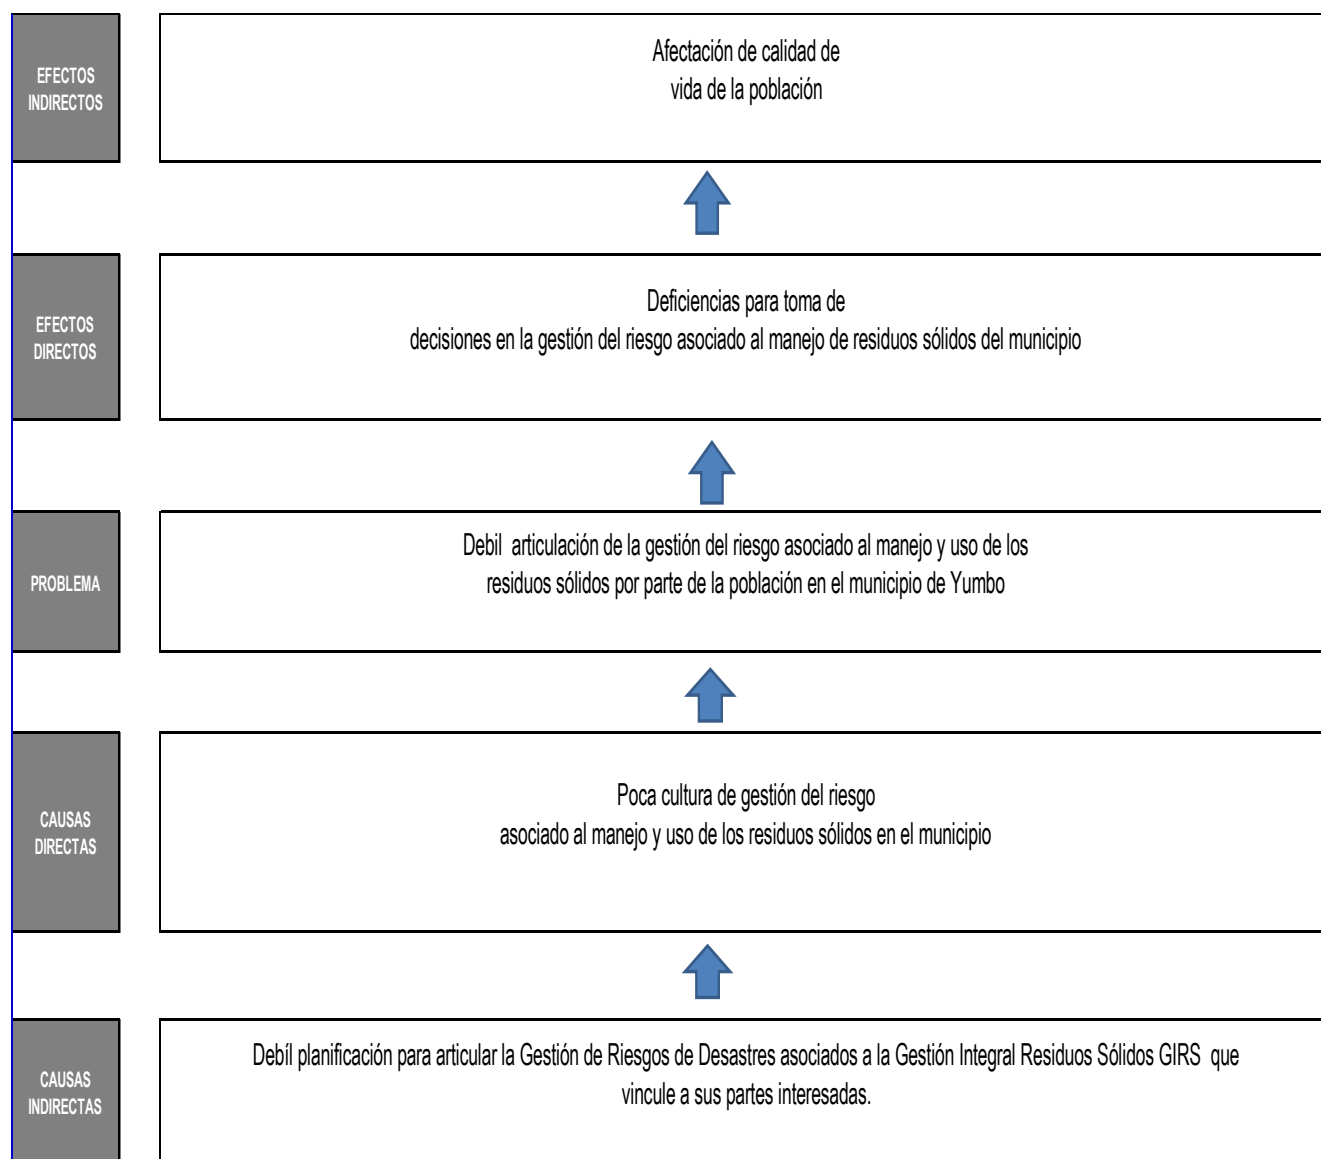 EFECTOS
INDIRECTOS
Afectación de calidad de
vida de la población
EFECTOS
DIRECTOS
Deficiencias para toma de
decisiones en la gestión del riesgo asociado al manejo de residuos sólidos del municipio
PROBLEMA
Debil articulación de la gestión del riesgo asociado al manejo y uso de los
residuos sólidos por parte de la población en el municipio de Yumbo
CAUSAS
DIRECTAS
Poca cultura de gestión del riesgo
asociado al manejo y uso de los residuos sólidos en el municipio
CAUSAS
INDIRECTAS
Debíl planificación para articular la Gestión de Riesgos de Desastres asociados a la Gestión Integral Residuos Sólidos GIRS que
vincule a sus partes interesadas.